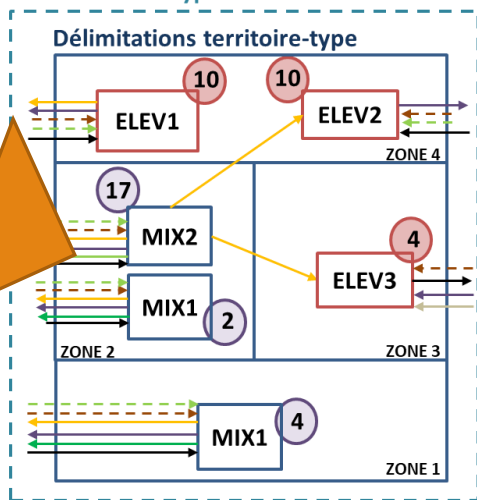 Délimitations territoire-type
10
10
ELEV1
ELEV2
ZONE 4
17
MIX2
4
ELEV3
MIX1
2
ZONE 2
ZONE 3
MIX1
4
ZONE 1